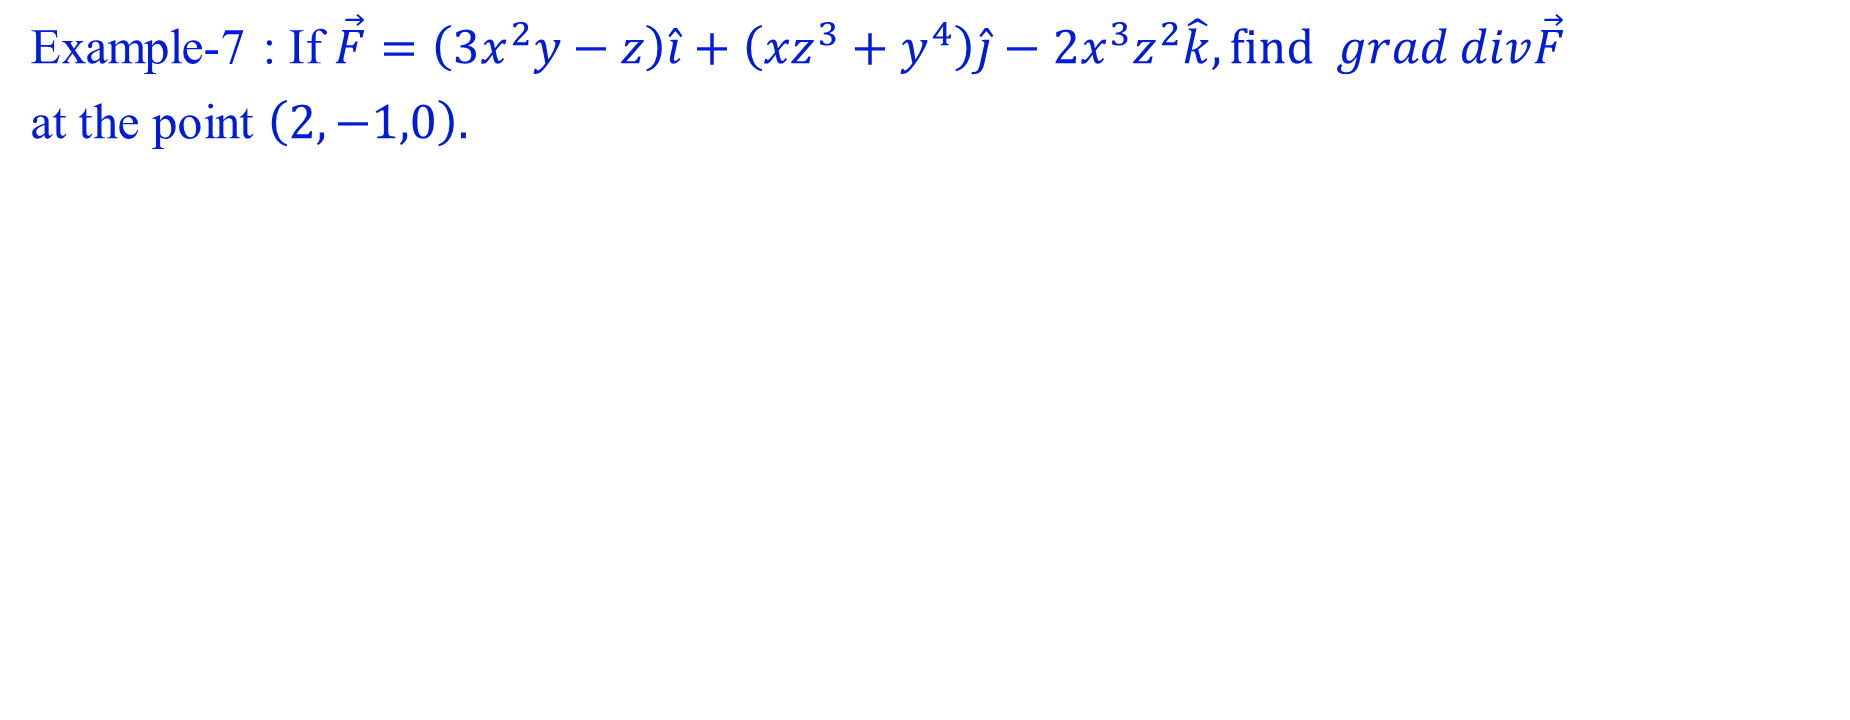 Example-7 : If F⃗ = (3x²y − z)î + (xz³ + y⁴)ĵ − 2x³z²k̂, find grad divF⃗
at the point (2, −1,0).